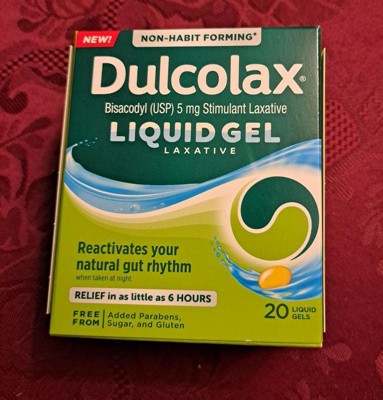 NEW!
NON-HABIT FORMING*
Dulcolax®
Bisacodyl (USP) 5 mg Stimulant Laxative
LIQUID GEL
LAXATIVE
Reactivates your
natural gut rhythm
when taken at night
RELIEF in as little as 6 HOURS
FREE FROM
Added Parabens,
Sugar, and Gluten
20 LIQUID GELS